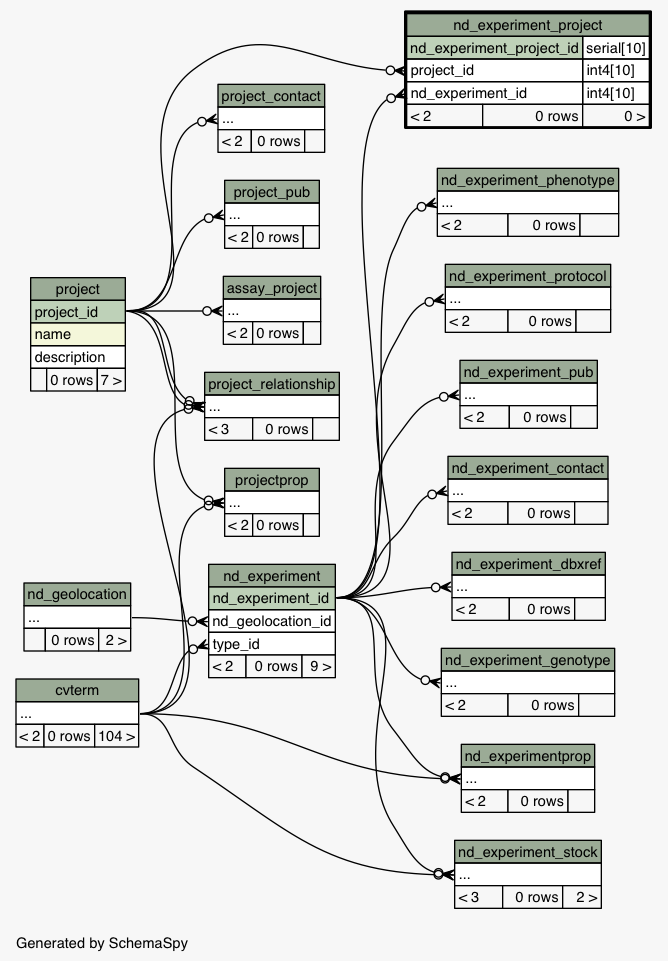 nd_experiment_project
nd_experiment_project_id serial[10]
project_id int4[10]
nd_experiment_id int4[10]
< 2 0 rows 0 >
project_contact
...
< 2 0 rows
nd_experiment_phenotype
...
< 2 0 rows
project_pub
...
< 2 0 rows
nd_experiment_protocol
...
< 2 0 rows
project
project_id
name
description
0 rows 7 >
assay_project
...
< 2 0 rows
nd_experiment_pub
...
< 2 0 rows
project_relationship
...
< 3 0 rows
nd_experiment_contact
...
< 2 0 rows
projectprop
...
< 2 0 rows
nd_experiment_dbxref
...
< 2 0 rows
nd_experiment
nd_experiment_id
nd_geolocation_id
type_id
< 2 0 rows 9 >
nd_geolocation
...
0 rows 2 >
nd_experiment_genotype
...
< 2 0 rows
cvterm
...
< 2 0 rows 104 >
nd_experimentprop
...
< 2 0 rows
nd_experiment_stock
...
< 3 0 rows 2 >
Generated by SchemaSpy